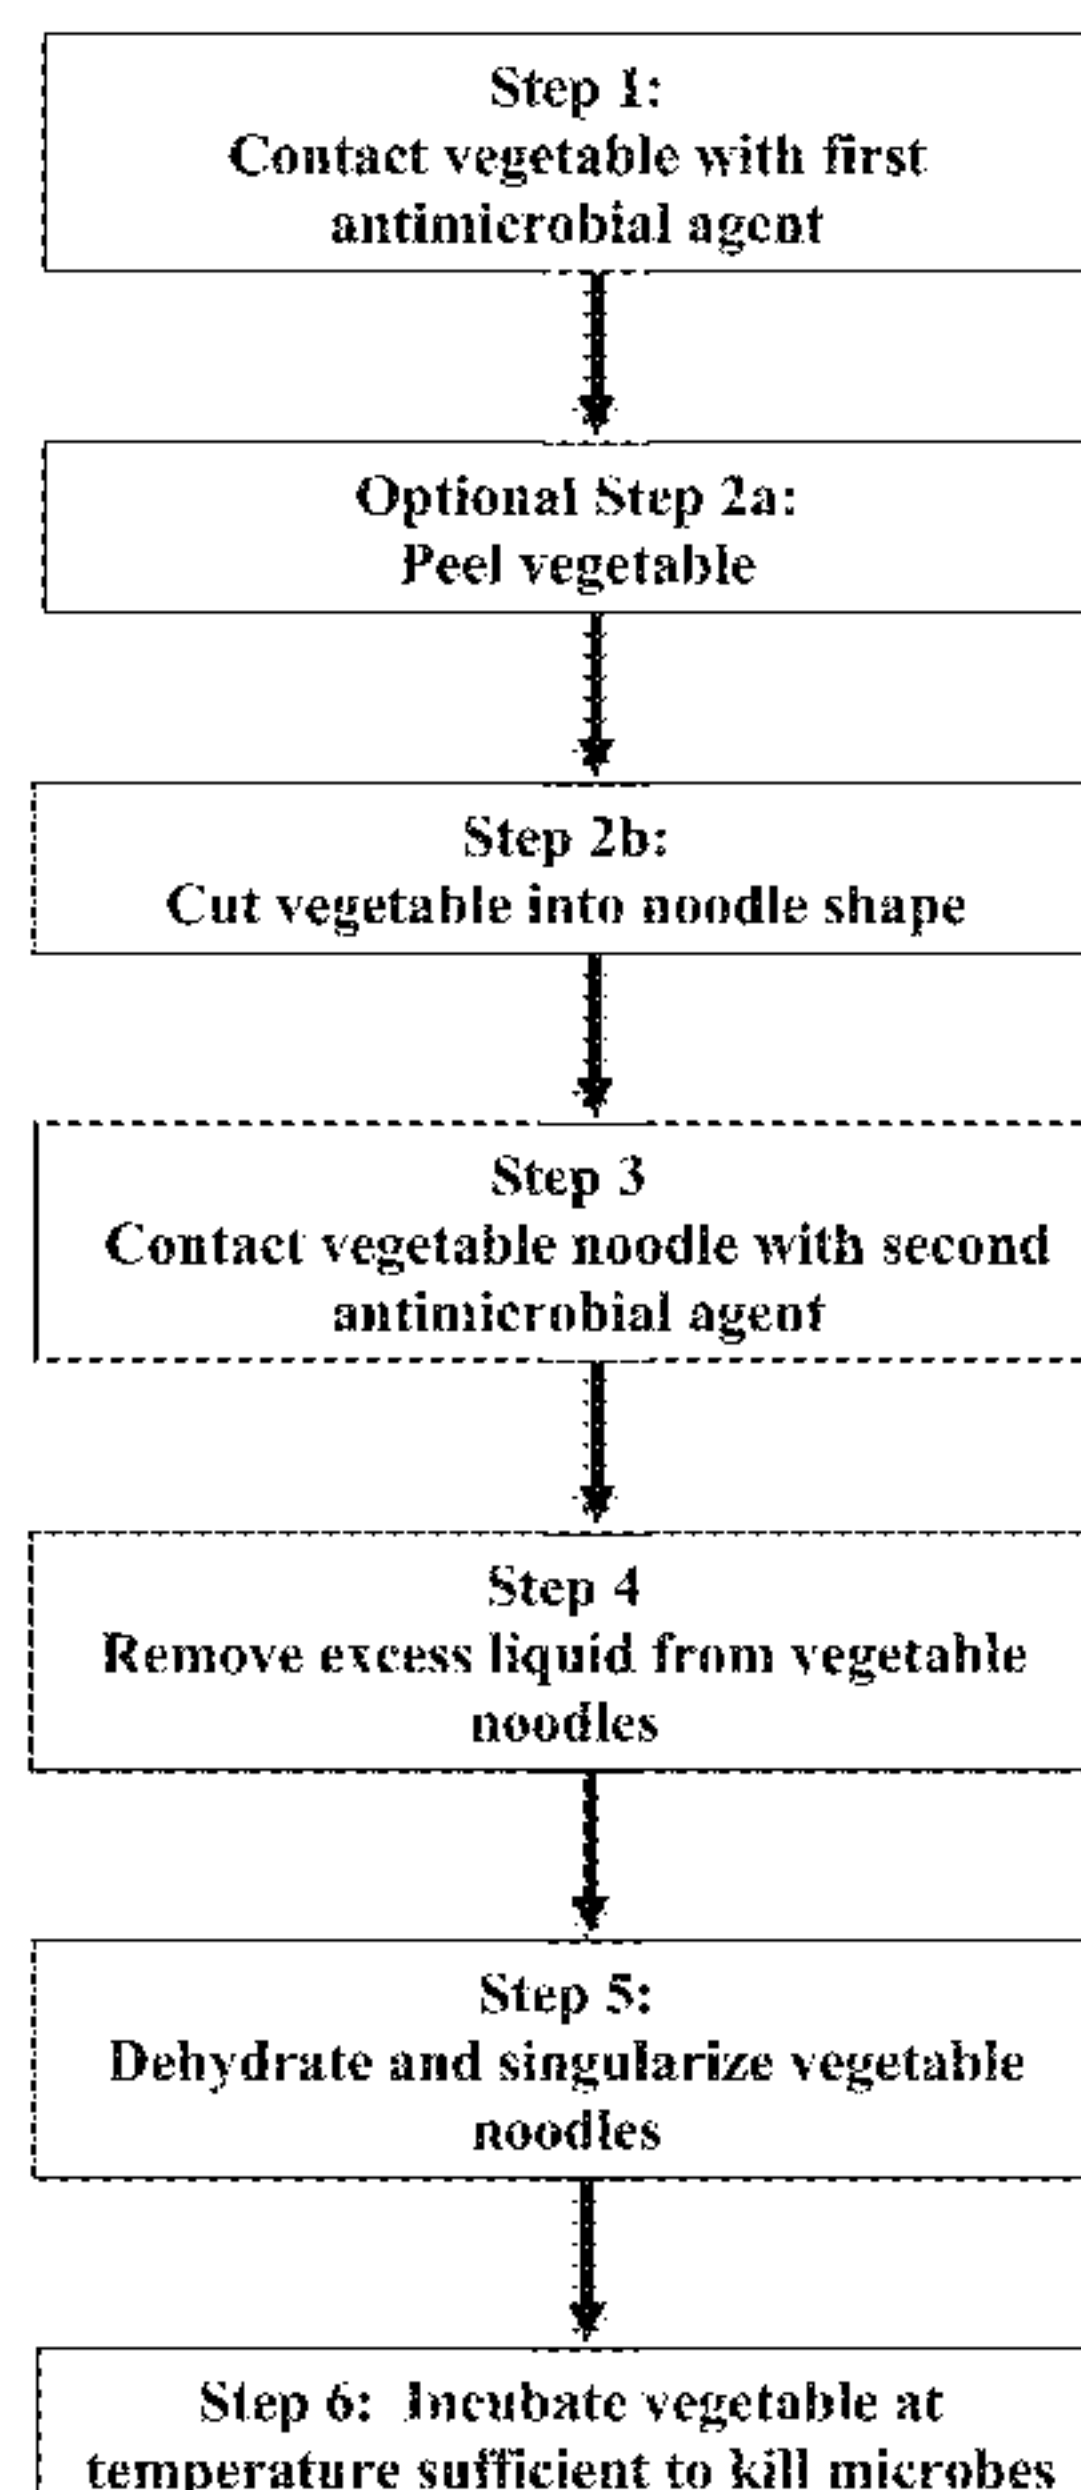 Step 1:
Contact vegetable with first
antimicrobial agent
Optional Step 2a:
Peel vegetable
Step 2b:
Cut vegetable into noodle shape
Step 3
Contact vegetable noodle with second
antimicrobial agent
Step 4
Remove excess liquid from vegetable
noodles
Step 5:
Dehydrate and singularize vegetable
noodles
Step 6: Incubate vegetable at
temperature sufficient to kill microbes